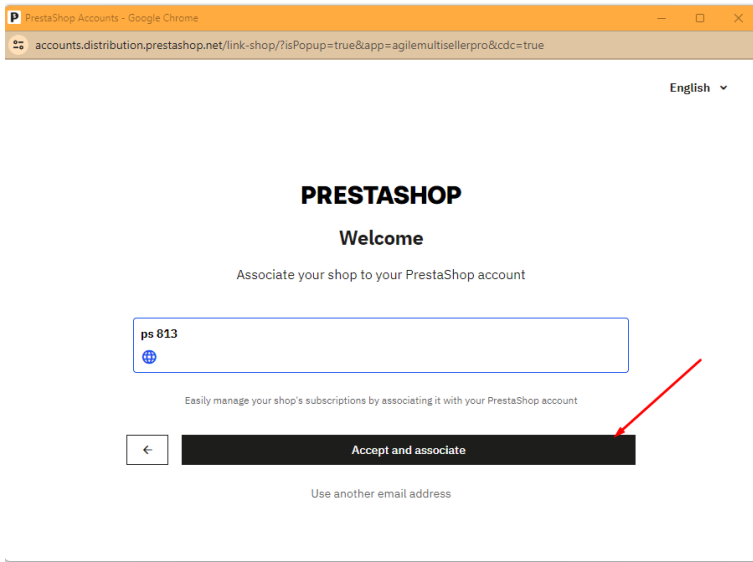 PrestaShop Accounts - Google Chrome
accounts.distribution.prestashop.net/link-shop/?isPopup=true&app=agilemultisellerpro&cdc=true
English
PRESTASHOP
Welcome
Associate your shop to your PrestaShop account
ps 813
Easily manage your shop's subscriptions by associating it with your PrestaShop account
Accept and associate
Use another email address